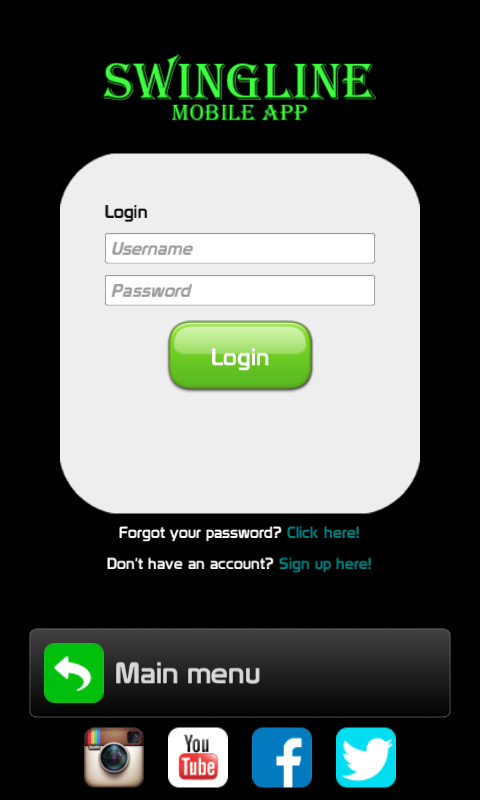 SWINGLINE
MOBILE APP
Login
Username
Password
Login
Forgot your password? Click here!
Don't have an account? Sign up here!
Main menu
You
Tube
f